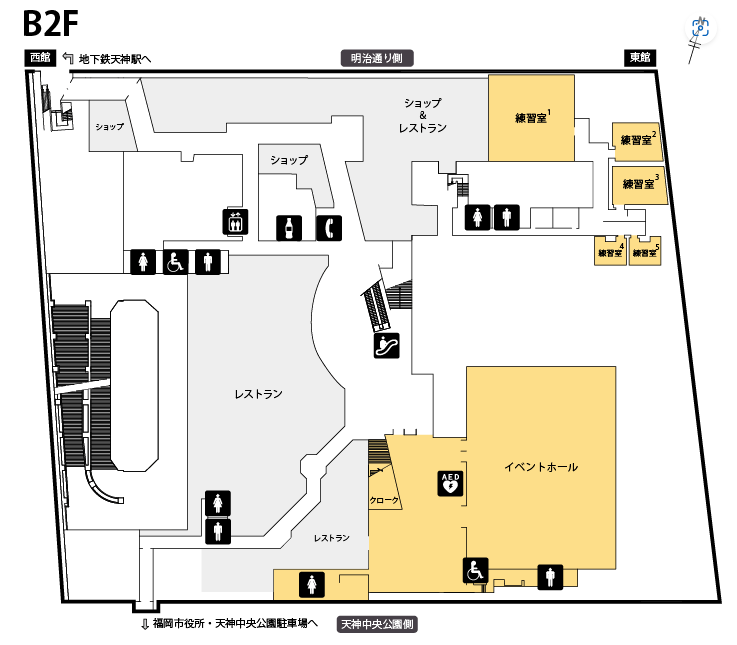 B2F
西館
地下鉄天神駅へ
明治通り側
東館
ショップ
ショップ
&
レストラン
練習室1
練習室2
ショップ
練習室3
練習室4
練習室5
レストラン
イベントホール
AED
クローク
レストラン
福岡市役所・天神中央公園駐車場へ
天神中央公園側